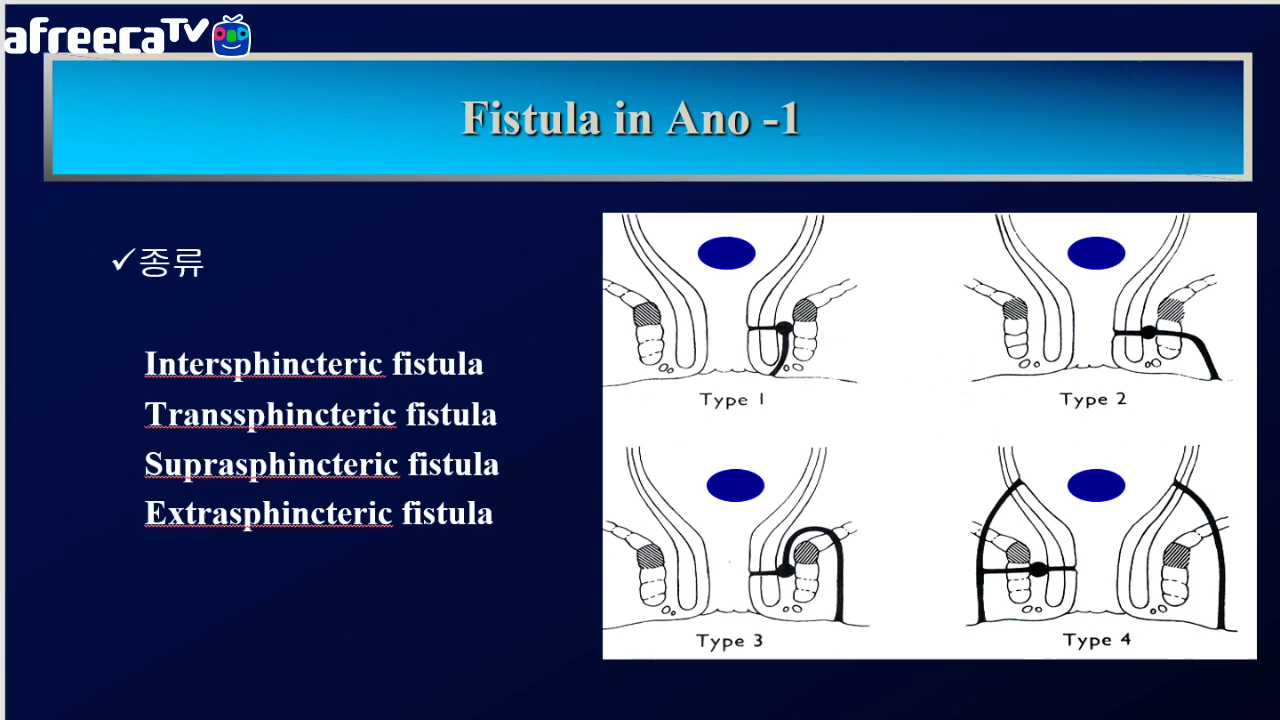 afreecaTV
Fistula in Ano -1
✓종류
Intersphincteric fistula
Transsphincteric fistula
Suprasphincteric fistula
Extrasphincteric fistula
Type 1
Type 2
Type 3
Type 4